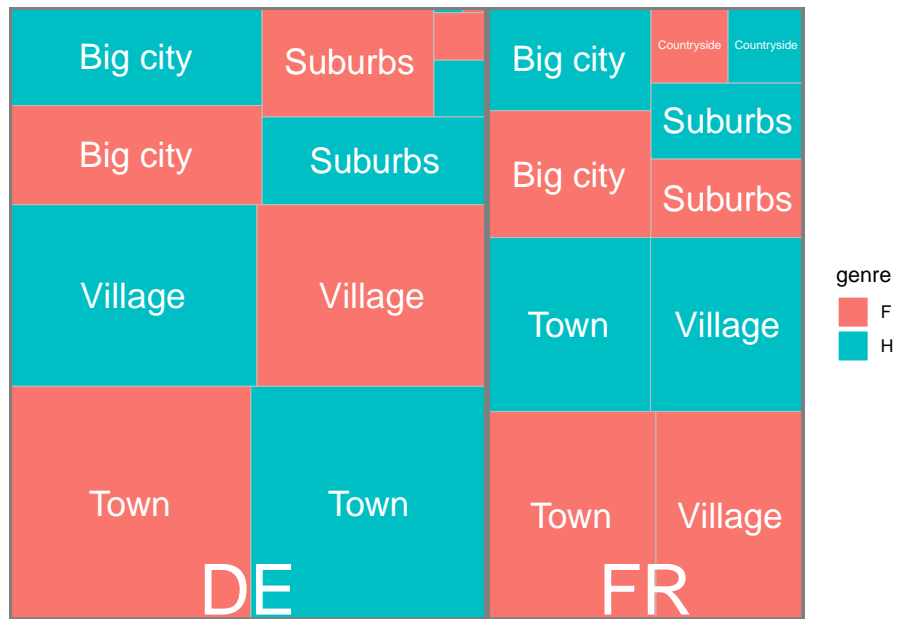 Big city
Suburbs
Big city
Suburbs
Village
Village
Town
Town
DE
Big city
Countryside
Countryside
Suburbs
Big city
Suburbs
Town
Village
Town
Village
FR
genre
F
H